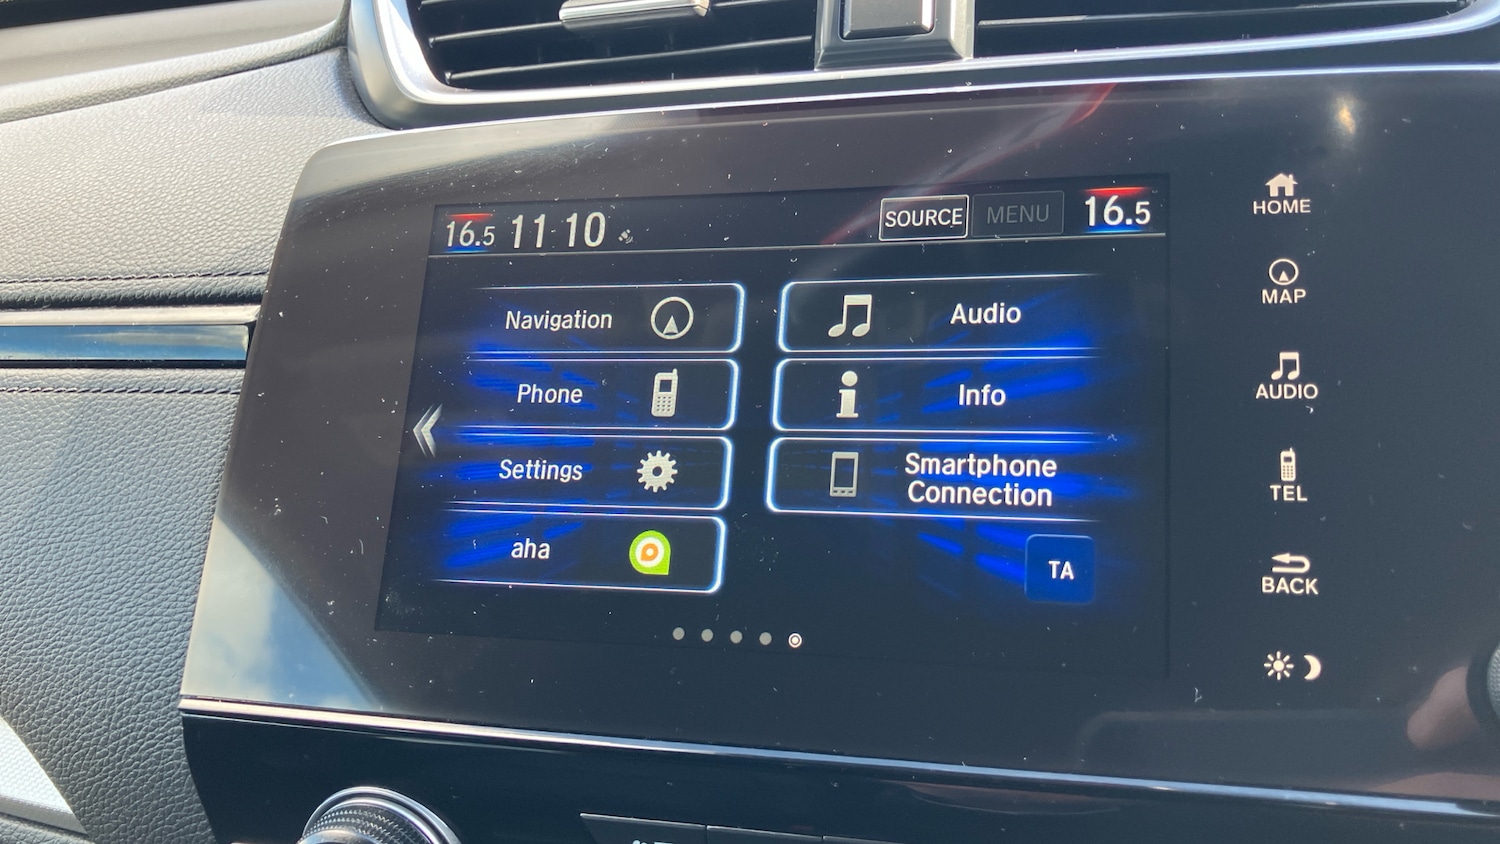 16.5 11 10 SOURCE MENU 16.5
Navigation
Audio
Phone
Info
Settings
Smartphone
Connection
aha
TA
HOME
MAP
AUDIO
TEL
BACK